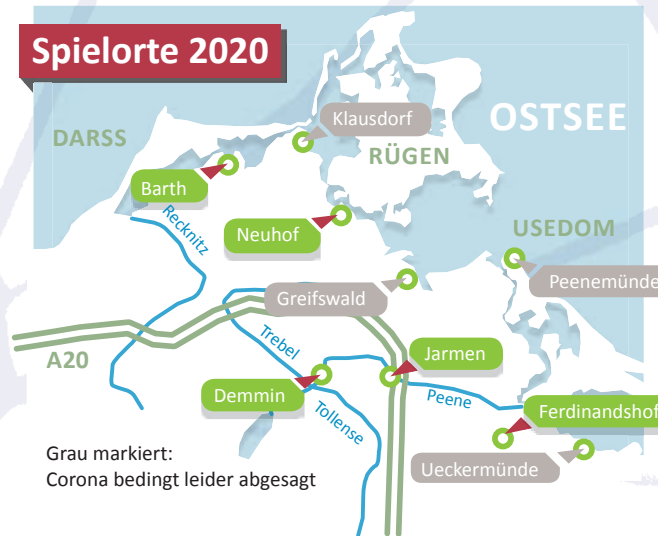 Spielorte 2020
Klausdorf
OSTSEE
DARSS
RÜGEN
Barth
Recknitz
Neuhof
USEDOM
Greifswald
Peenemünde
Trebel
A20
Jarmen
Demmin
Peene
Tollense
Ferdinandshof
Grau markiert:
Corona bedingt leider abgesagt
Ueckermünde